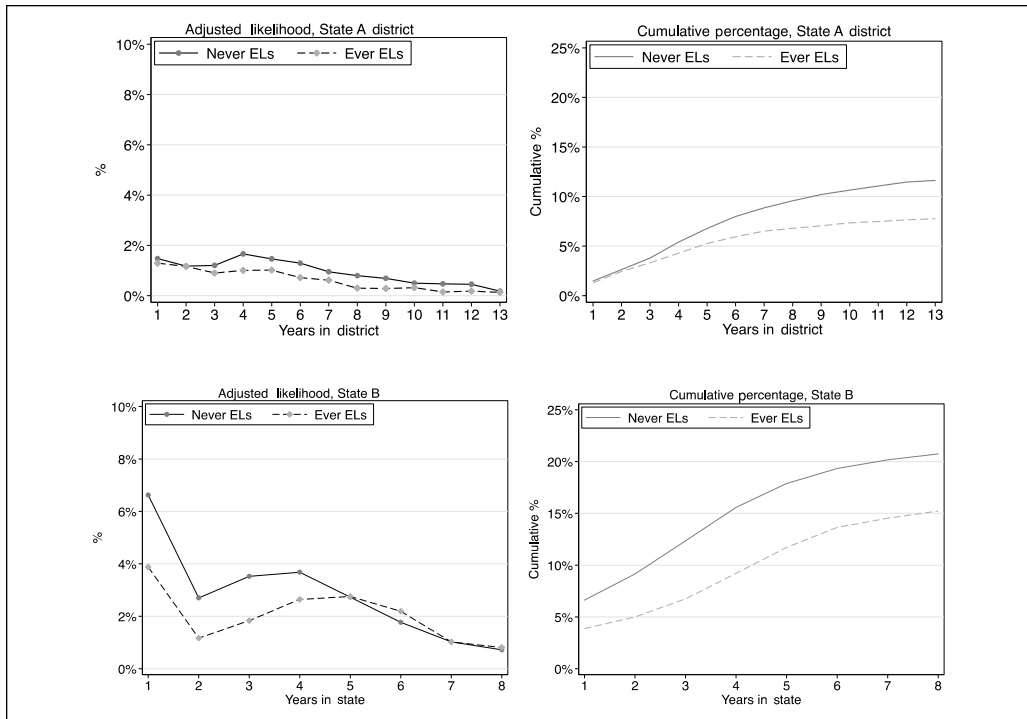 Adjusted likelihood, State A district
10%
Never ELs Ever ELs
8%
6%
%
4%
2%
0%
1 2 3 4 5 6 7 8 9 10 11 12 13
Years in district
Cumulative percentage, State A district
25%
Never ELs Ever ELs
20%
15%
Cumulative %
10%
5%
0%
1 2 3 4 5 6 7 8 9 10 11 12 13
Years in district
Adjusted likelihood, State B
10%
Never ELs Ever ELs
8%
6%
%
4%
2%
0%
1 2 3 4 5 6 7 8
Years in state
Cumulative percentage, State B
25%
Never ELs Ever ELs
20%
15%
Cumulative %
10%
5%
0%
1 2 3 4 5 6 7 8
Years in state